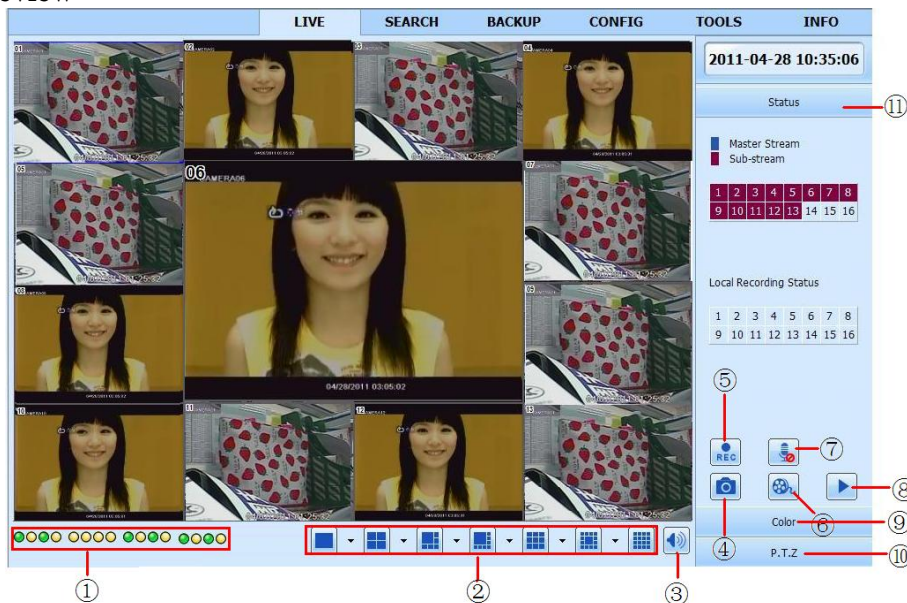 LIVE SEARCH BACKUP CONFIG TOOLS INFO
2011-04-28 10:35:06
Status
⑪
Master Stream
Sub-stream
1 2 3 4 5 6 7 8
9 10 11 12 13 14 15 16
Local Recording Status
1 2 3 4 5 6 7 8
9 10 11 12 13 14 15 16
01
02
03
04
05
06
CAMERA06
04/28/2011 03:05:02
07
08
09
10
11
12
13
⑤
REC
⑦
⑧
④
⑥
Color
⑨
P.T.Z
⑩
①
②
③